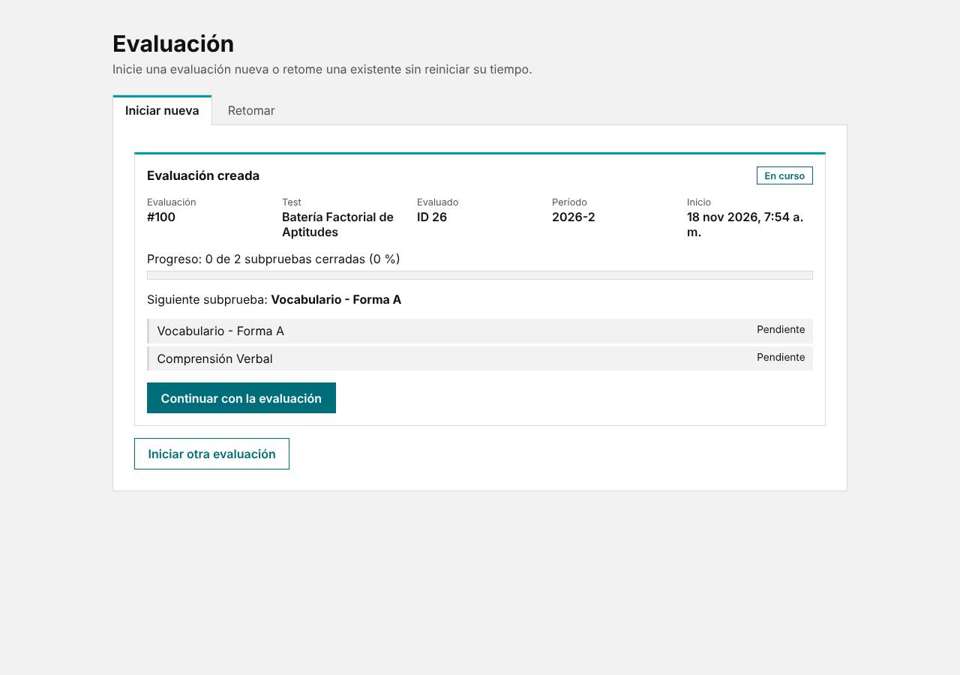 Evaluación
Inicie una evaluación nueva o retome una existente sin reiniciar su tiempo.
Iniciar nueva
Retomar
Evaluación creada
En curso
Evaluación
#100
Test
Batería Factorial de
Aptitudes
Evaluado
ID 26
Período
2026-2
Inicio
18 nov 2026, 7:54 a.
m.
Progreso: 0 de 2 subpruebas cerradas (0 %)
Siguiente subprueba: Vocabulario - Forma A
Vocabulario - Forma A
Pendiente
Comprensión Verbal
Pendiente
Continuar con la evaluación
Iniciar otra evaluación